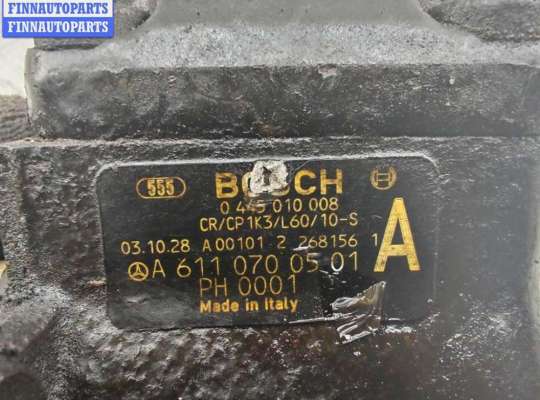 FINNAUTOPARTS
FINNAUTOPARTS
555 BOSCH
0 445 010 008
CR/CP1K3/L60/10-S
03.10.28 A00101 2 268156 1 A
A 611 070 05 01
PH 0001
Made in Italy